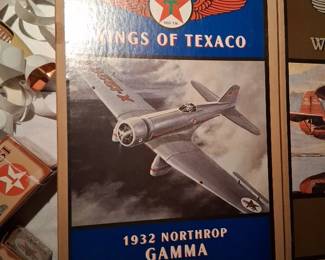 WINGS OF TEXACO
1932 NORTHROP
GAMMA
W